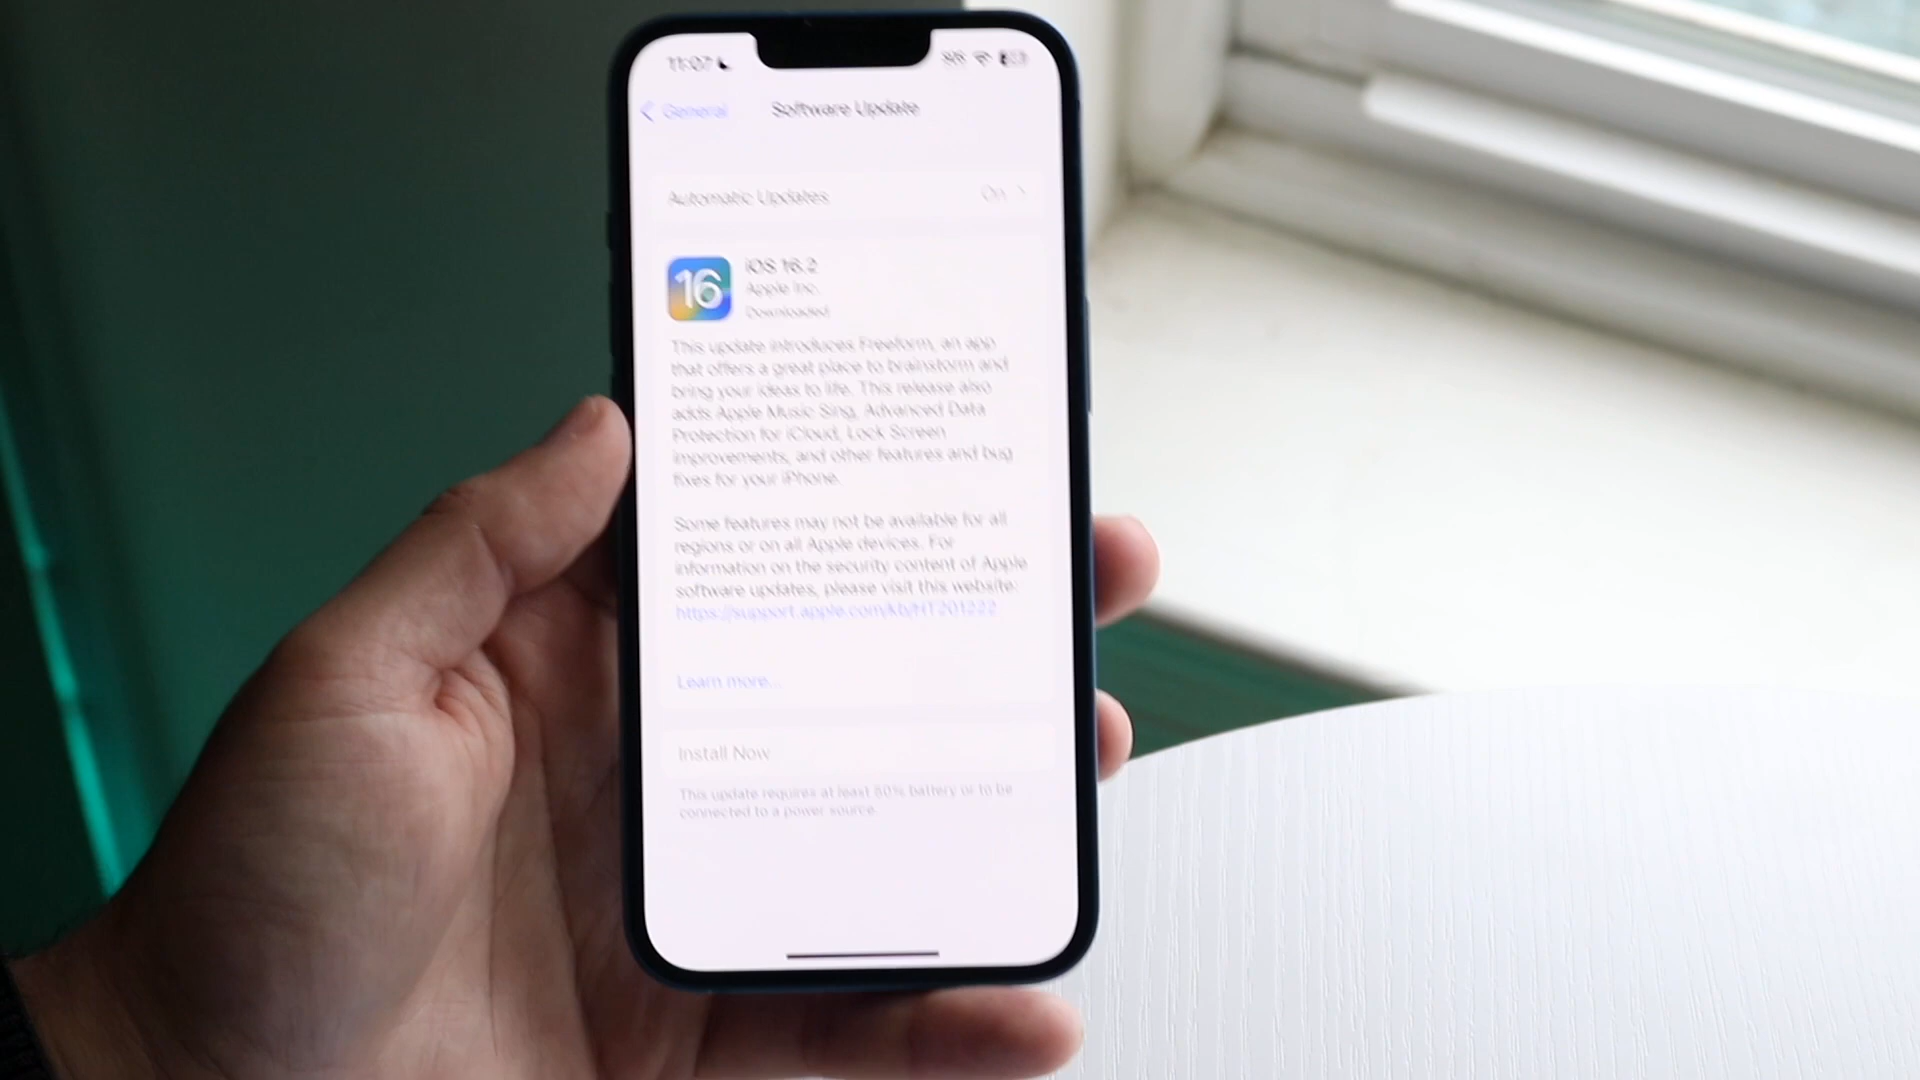 11:07
General
Software Update
Automatic Updates On
16
iOS 16.2
Apple Inc.
Downloaded
This update introduces Freeform, an app
that offers a great place to brainstorm and
bring your ideas to life. This release also
adds Apple Music Sing, Advanced Data
Protection for iCloud, Lock Screen
improvements, and other features and bug
fixes for your iPhone.
Some features may not be available for all
regions or on all Apple devices. For
information on the security content of Apple
software updates, please visit this website:
https://support.apple.com/kb/HT201222
Learn more...
Install Now
This update requires at least 50% battery or to be
connected to a power source.